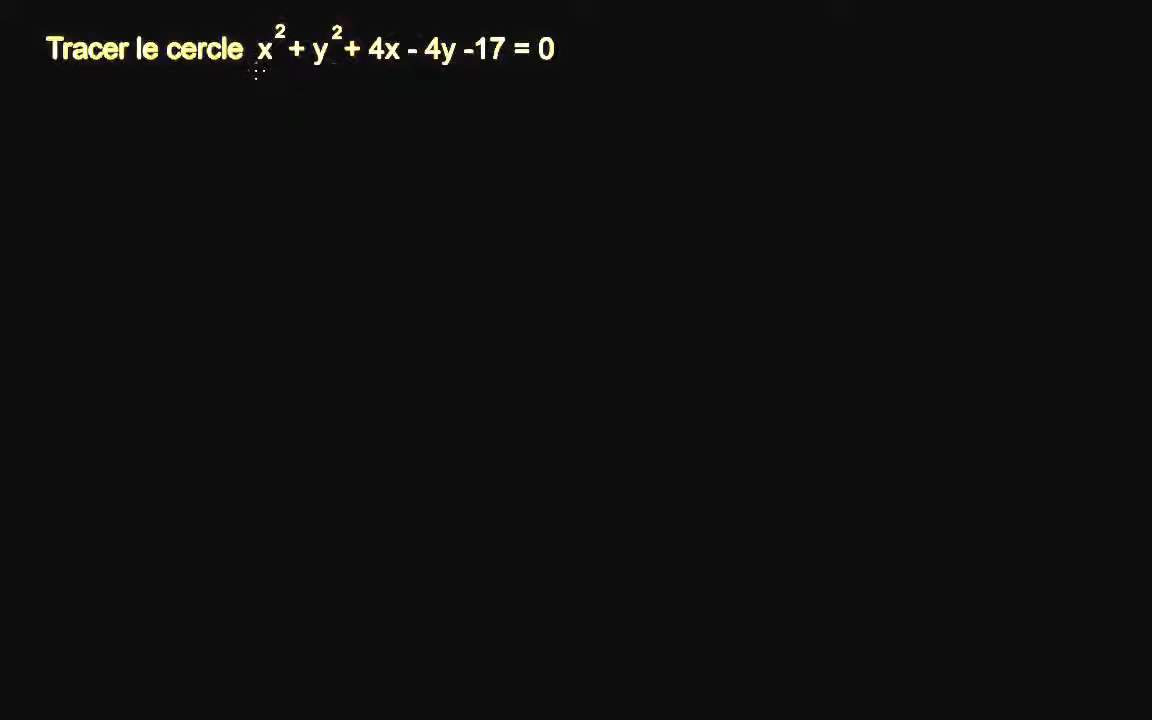 Tracer le cercle x² + y² + 4x - 4y -17 = 0